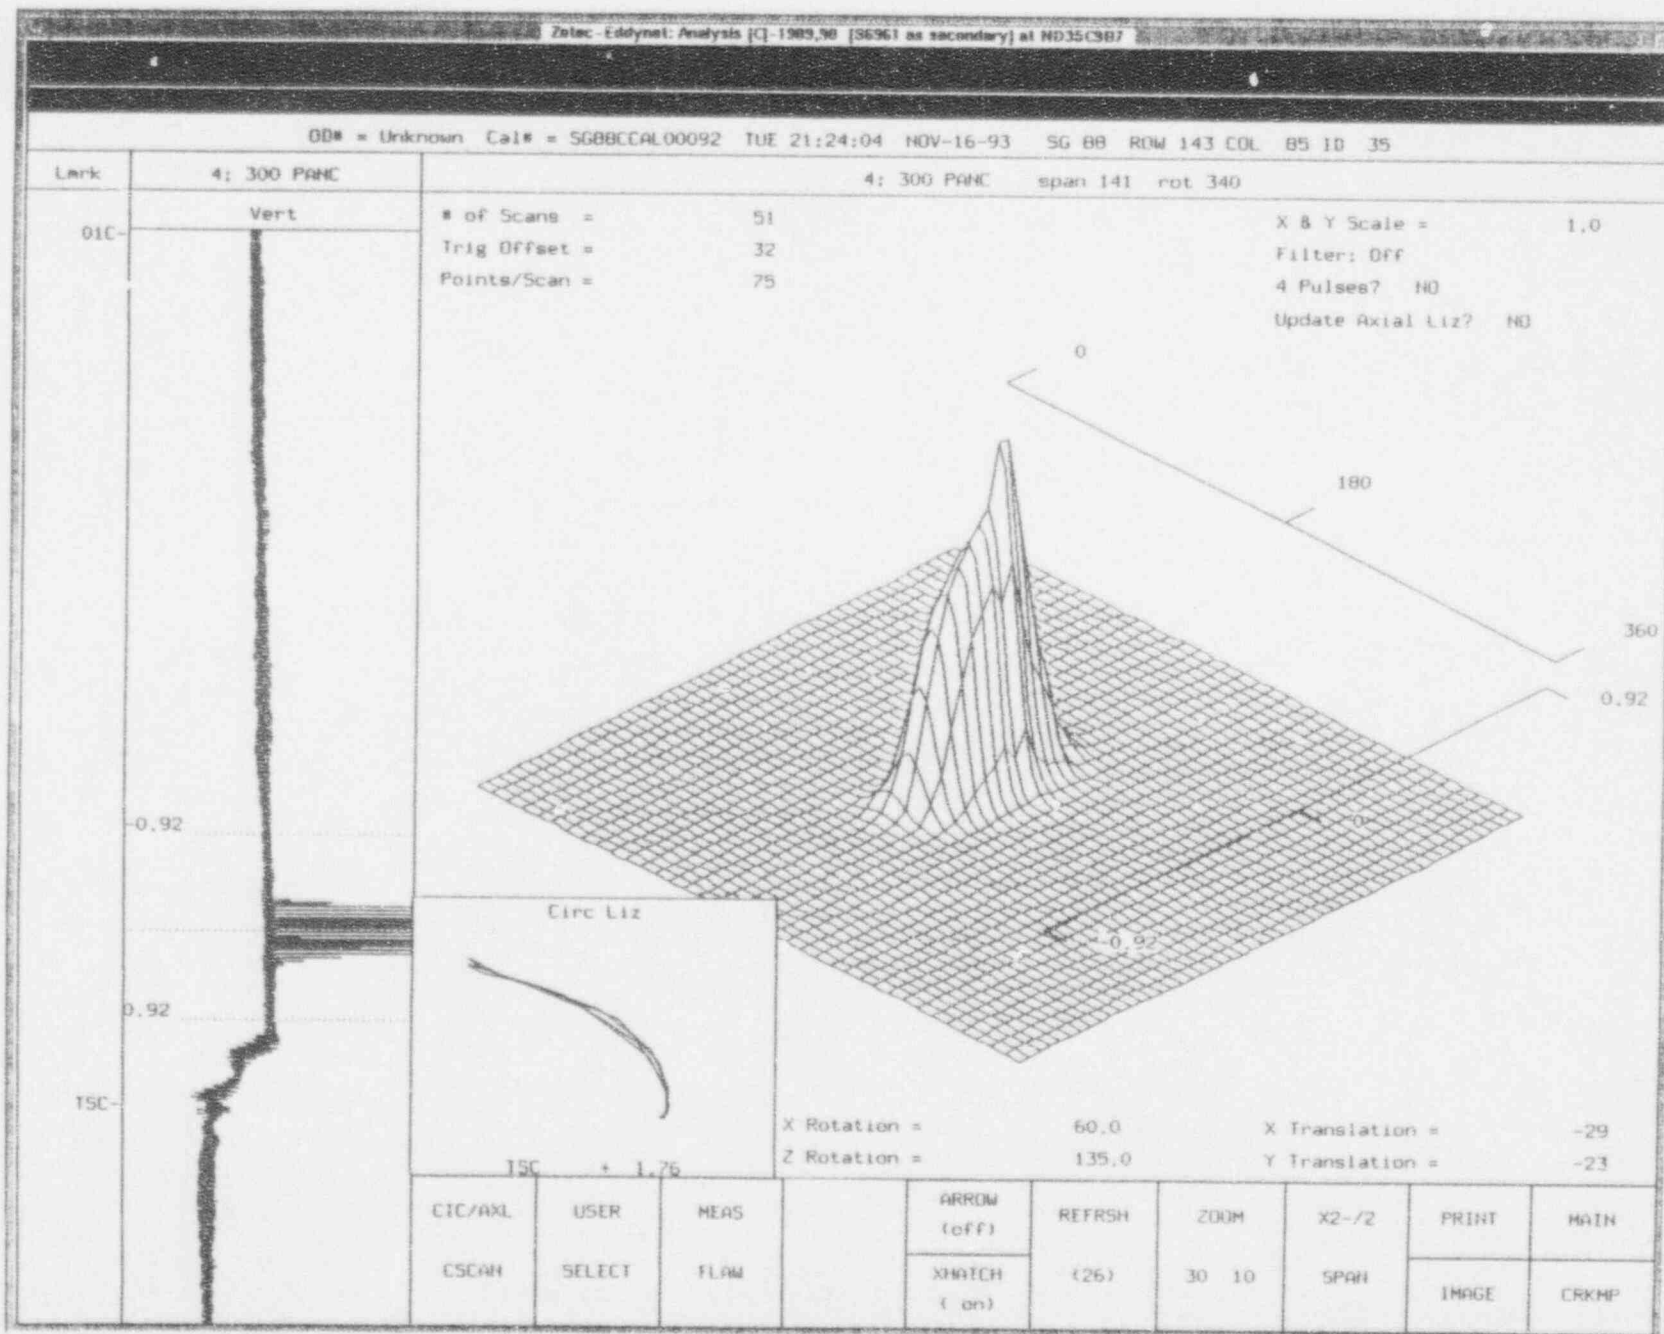 Zetec-Eddynet: Analysis [C]-1989,90 [S6961 as secondary] at ND35C9B7
OD# = Unknown Cal# = SG88CCAL00092 TUE 21:24:04 NOV-16-93 SG 88 ROW 143 COL 85 ID 35
Lmrk
4: 300 PANC
4: 300 PANC span 141 rot 340
Vert
01C-
# of Scans = 51
Trig Offset = 32
Points/Scan = 75
X & Y Scale = 1.0
Filter: Off
4 Pulses? NO
Update Axial Liz? NO
0
180
360
0.92
0
-0.92
-0.92
0.92
TSC-
Circ Liz
TSC + 1.76
X Rotation = 60.0
Z Rotation = 135.0
X Translation = -29
Y Translation = -23
CIC/AXL
CSCAN
USER
SELECT
MEAS
FLAW
ARROW
(off)
XHATCH
( on)
REFRSH
(26)
ZOOM
30 10
X2-/2
SPAN
PRINT
IMAGE
MAIN
CRKMP